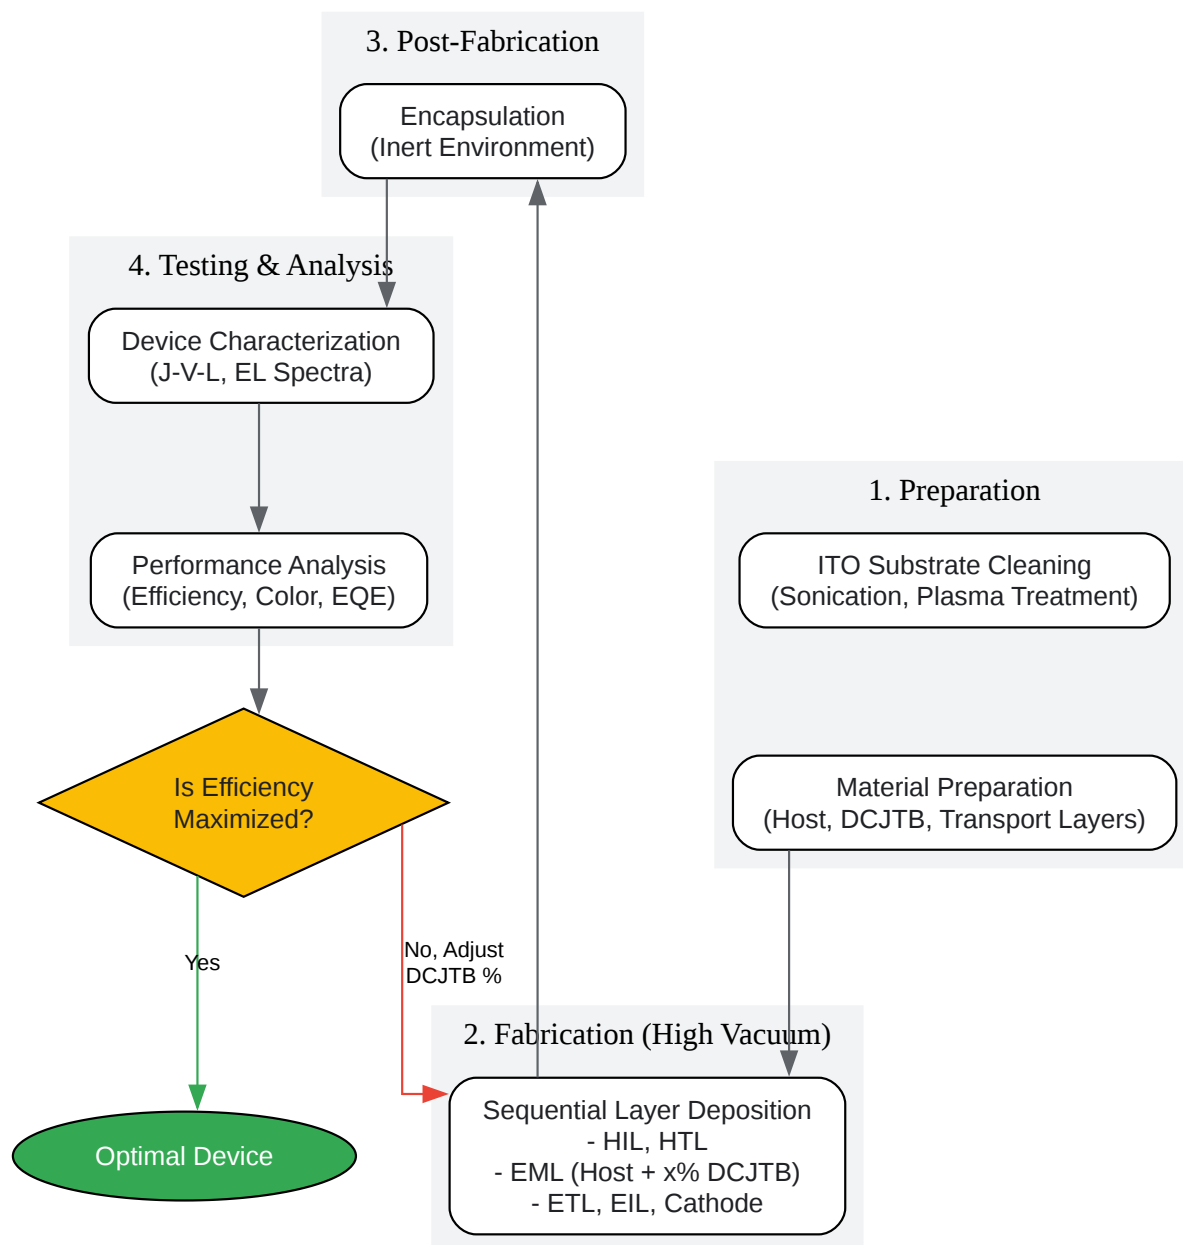 3. Post-Fabrication
Encapsulation
(Inert Environment)
4. Testing & Analysis
Device Characterization
(J-V-L, EL Spectra)
Performance Analysis
(Efficiency, Color, EQE)
1. Preparation
ITO Substrate Cleaning
(Sonication, Plasma Treatment)
Material Preparation
(Host, DCJTB, Transport Layers)
Is Efficiency
Maximized?
Yes
No, Adjust
DCJTB %
2. Fabrication (High Vacuum)
Sequential Layer Deposition
- HIL, HTL
- EML (Host + x% DCJTB)
- ETL, EIL, Cathode
Optimal Device